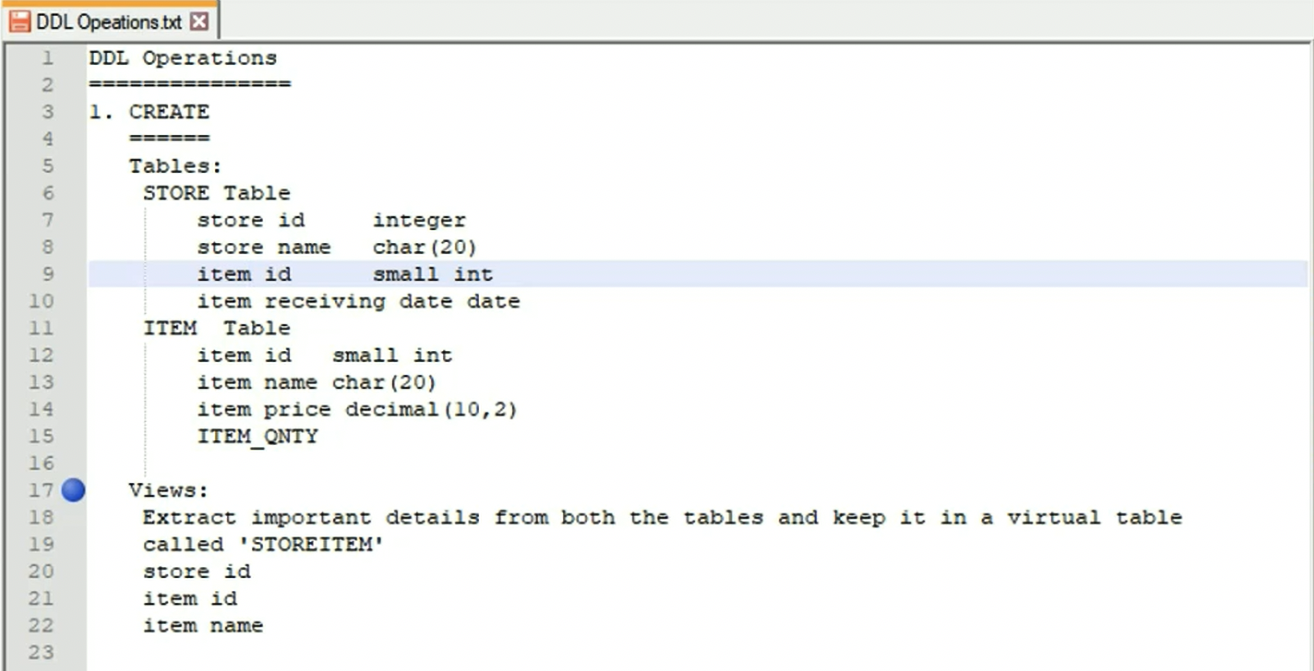 DDL Opeations.txt
1 DDL Operations
2 ===============
3 1. CREATE
4 ======
5 Tables:
6 STORE Table
7 store id integer
8 store name char(20)
9 item id small int
10 item receiving date date
11 ITEM Table
12 item id small int
13 item name char(20)
14 item price decimal(10,2)
15 ITEM_QNTY
16
17 Views:
18 Extract important details from both the tables and keep it in a virtual table
19 called 'STOREITEM'
20 store id
21 item id
22 item name
23